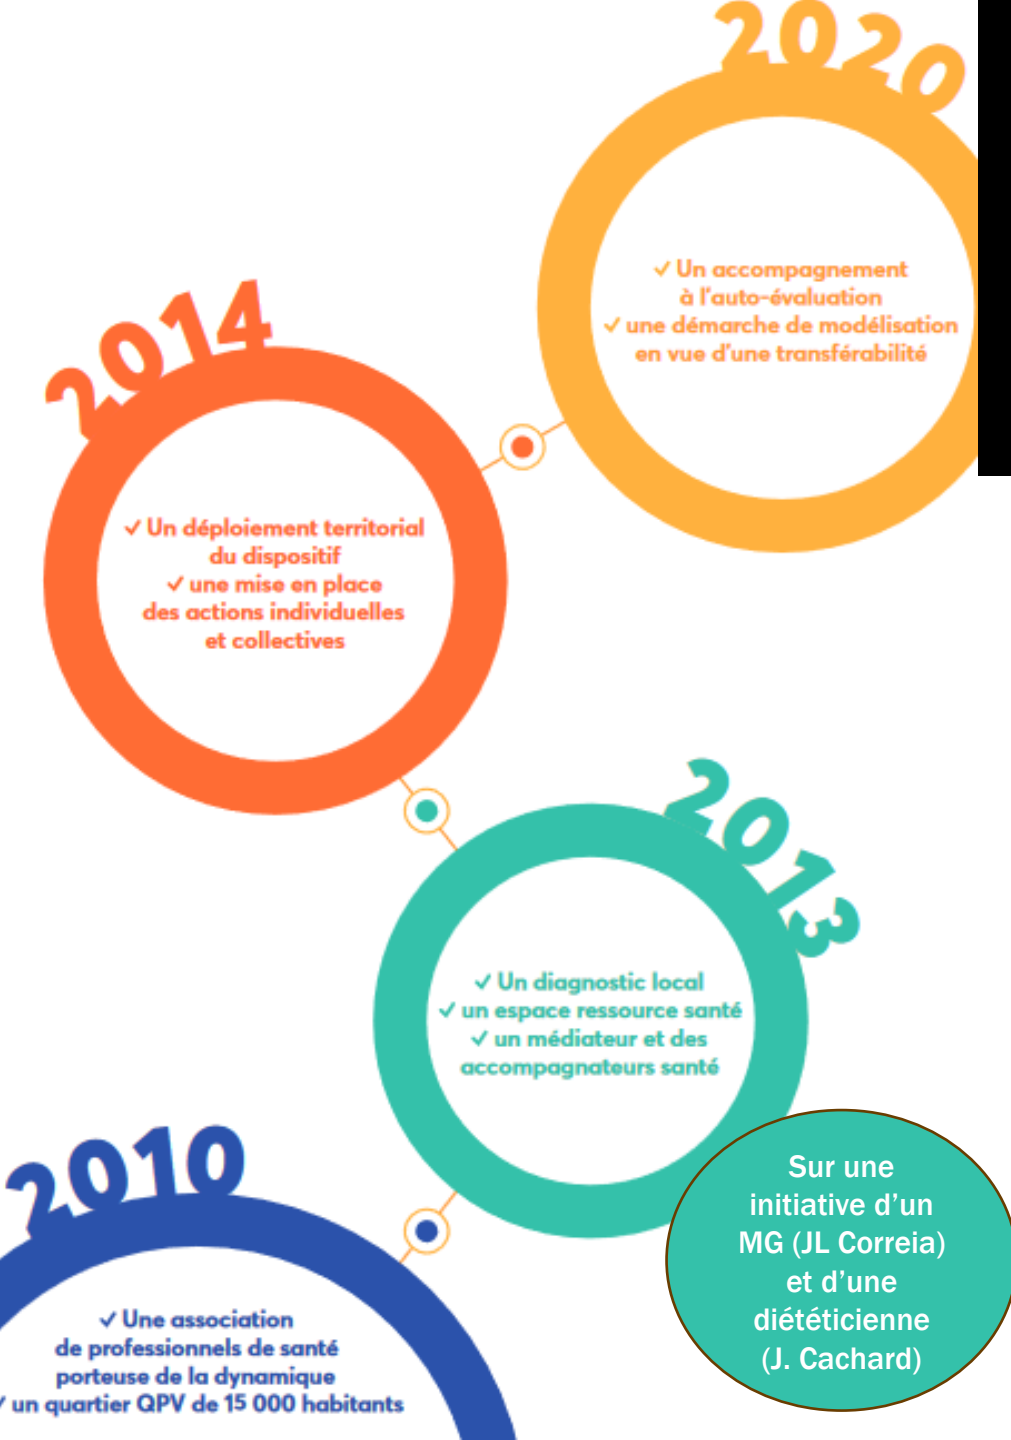 2020
✓ Un accompagnement
à l'auto-évaluation
✓ une démarche de modélisation
en vue d'une transférabilité
2014
✓ Un déploiement territorial
du dispositif
✓ une mise en place
des actions individuelles
et collectives
2013
✓ Un diagnostic local
✓ un espace ressource santé
✓ un médiateur et des
accompagnateurs santé
2010
✓ Une association
de professionnels de santé
porteuse de la dynamique
✓ un quartier QPV de 15 000 habitants
Sur une
initiative d'un
MG (JL Correia)
et d'une
diététicienne
(J. Cachard)